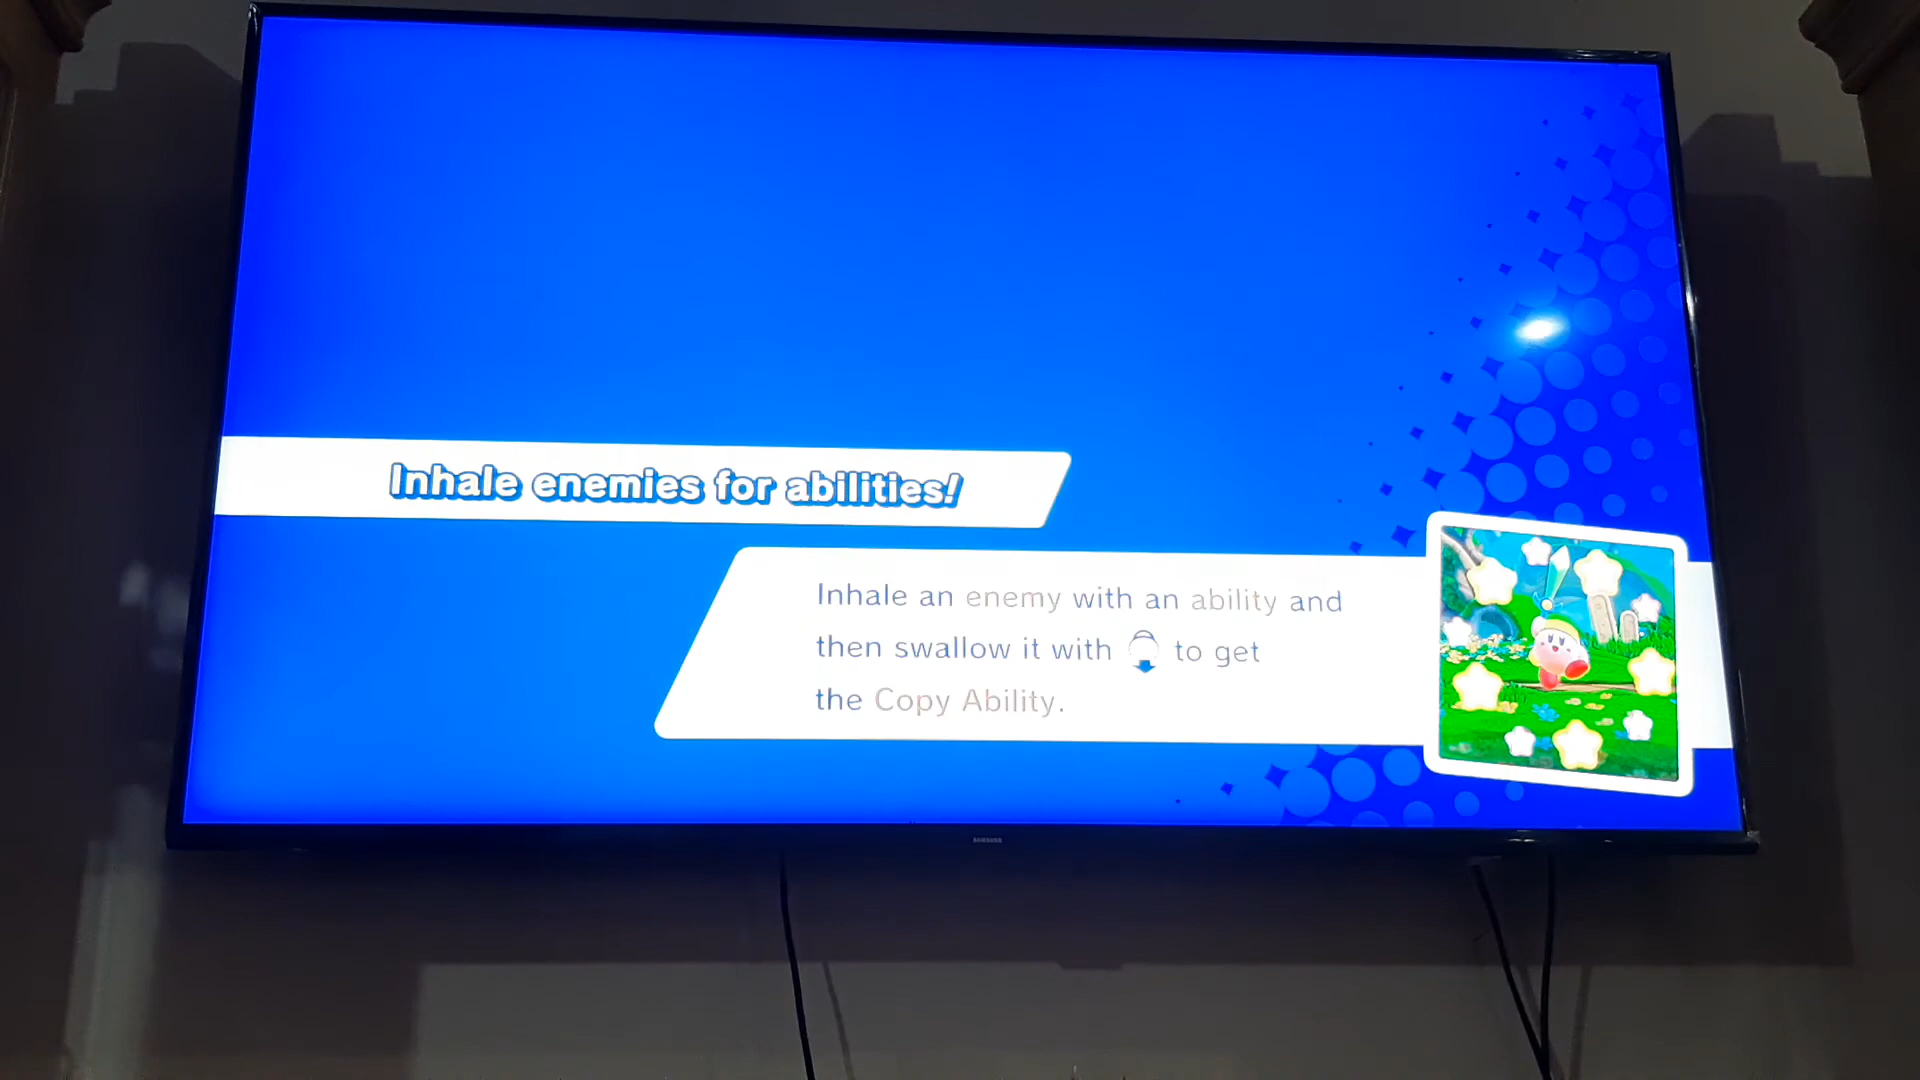 Inhale enemies for abilities!
Inhale an enemy with an ability and
then swallow it with to get
the Copy Ability.
SAMSUNG